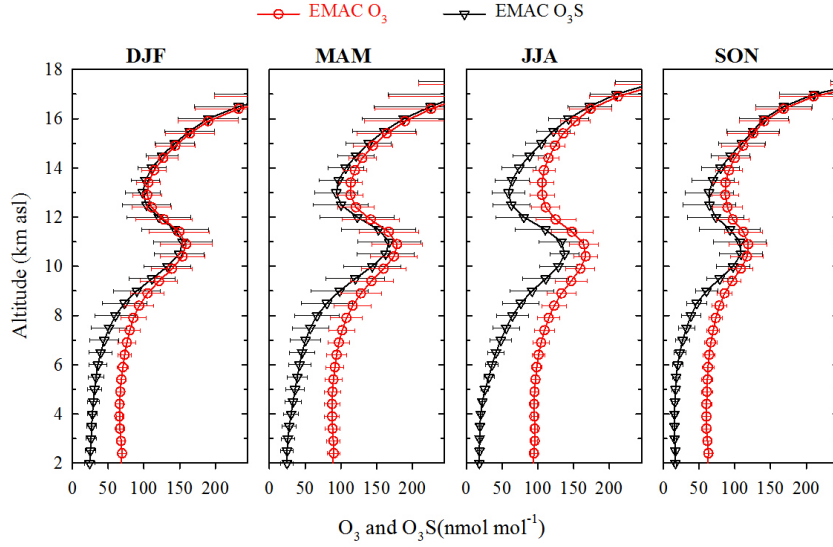 EMAC O₃ EMAC O₃S
DJF MAM JJA SON
18
16
14
12
10
8
6
4
2
Altitude (km asl)
0 50 100 150 200 0 50 100 150 200 0 50 100 150 200 0 50 100 150 200
O₃ and O₃S(nmol mol⁻¹)